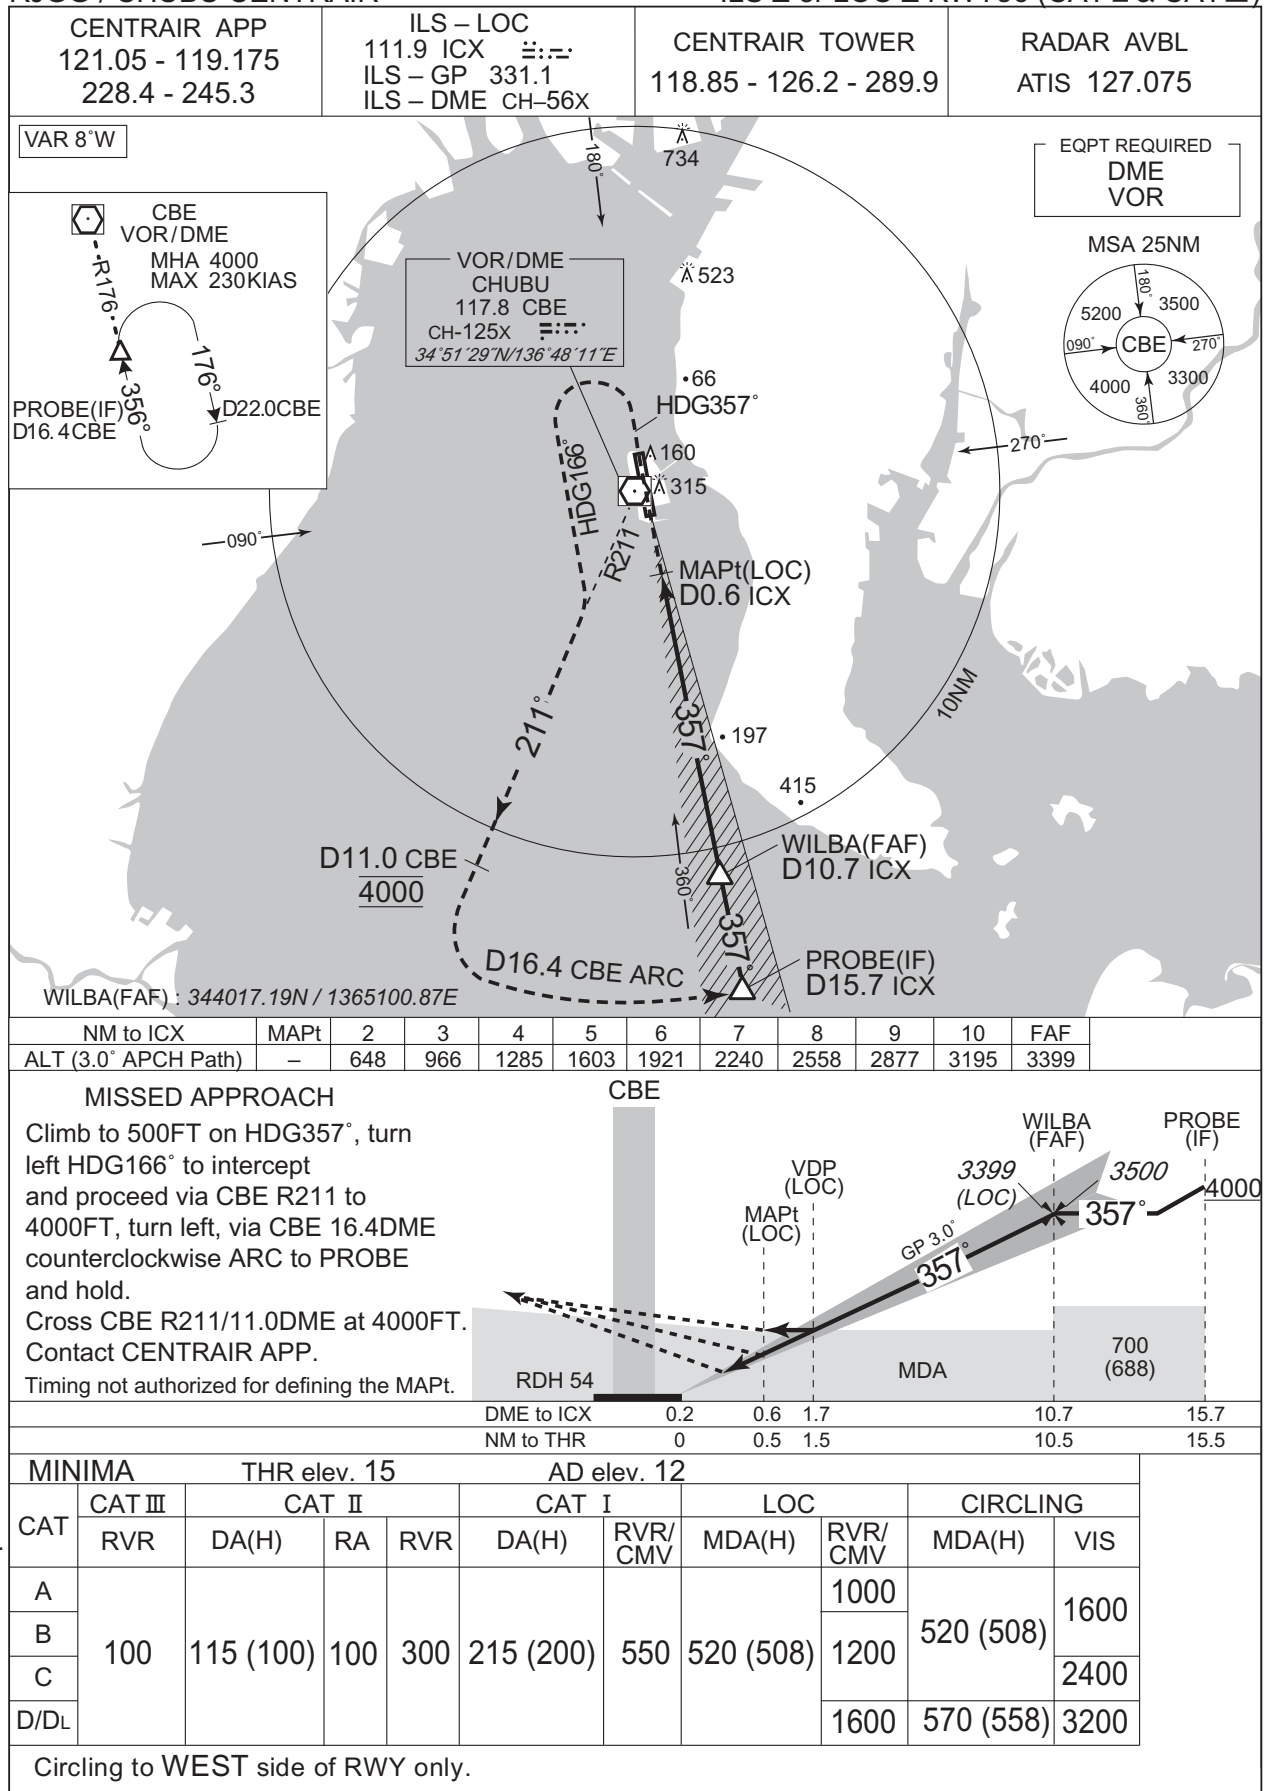 CENTRAIR APP
121.05 - 119.175
228.4 - 245.3
ILS – LOC
111.9 ICX
ILS – GP 331.1
ILS – DME CH–56X
CENTRAIR TOWER
118.85 - 126.2 - 289.9
RADAR AVBL
ATIS 127.075
VAR 8°W
CBE
VOR/DME
MHA 4000
MAX 230KIAS
R176
176°
356°
D22.0CBE
PROBE(IF)
D16.4CBE
VOR/DME
CHUBU
117.8 CBE
CH-125X
34°51′29″N/136°48′11″E
180°
734
523
66
HDG357°
160
315
HDG166°
R211
090°
270°
EQPT REQUIRED
DME
VOR
MSA 25NM
180°
5200
3500
090°
CBE
270°
4000
3300
360°
MAPt(LOC)
D0.6 ICX
10NM
211°
357°
197
415
WILBA(FAF)
D10.7 ICX
D11.0 CBE
4000
360°
357°
D16.4 CBE ARC
PROBE(IF)
D15.7 ICX
WILBA(FAF) : 344017.19N / 1365100.87E
NM to ICX MAPt 2 3 4 5 6 7 8 9 10 FAF
ALT (3.0° APCH Path) – 648 966 1285 1603 1921 2240 2558 2877 3195 3399
MISSED APPROACH
Climb to 500FT on HDG357°, turn
left HDG166° to intercept
and proceed via CBE R211 to
4000FT, turn left, via CBE 16.4DME
counterclockwise ARC to PROBE
and hold.
Cross CBE R211/11.0DME at 4000FT.
Contact CENTRAIR APP.
Timing not authorized for defining the MAPt.
CBE
WILBA
(FAF)
PROBE
(IF)
VDP
(LOC)
3399
(LOC)
3500
4000
MAPt
(LOC)
357°
GP 3.0°
357°
700
(688)
MDA
RDH 54
DME to ICX 0.2 0.6 1.7 10.7 15.7
NM to THR 0 0.5 1.5 10.5 15.5
MINIMA THR elev. 15 AD elev. 12
CAT CAT III CAT II CAT I LOC CIRCLING
RVR DA(H) RA RVR DA(H) RVR/CMV MDA(H) RVR/CMV MDA(H) VIS
A 1000
B 100 115 (100) 100 300 215 (200) 550 520 (508) 1200 520 (508) 1600
C 2400
D/DL 1600 570 (558) 3200
Circling to WEST side of RWY only.